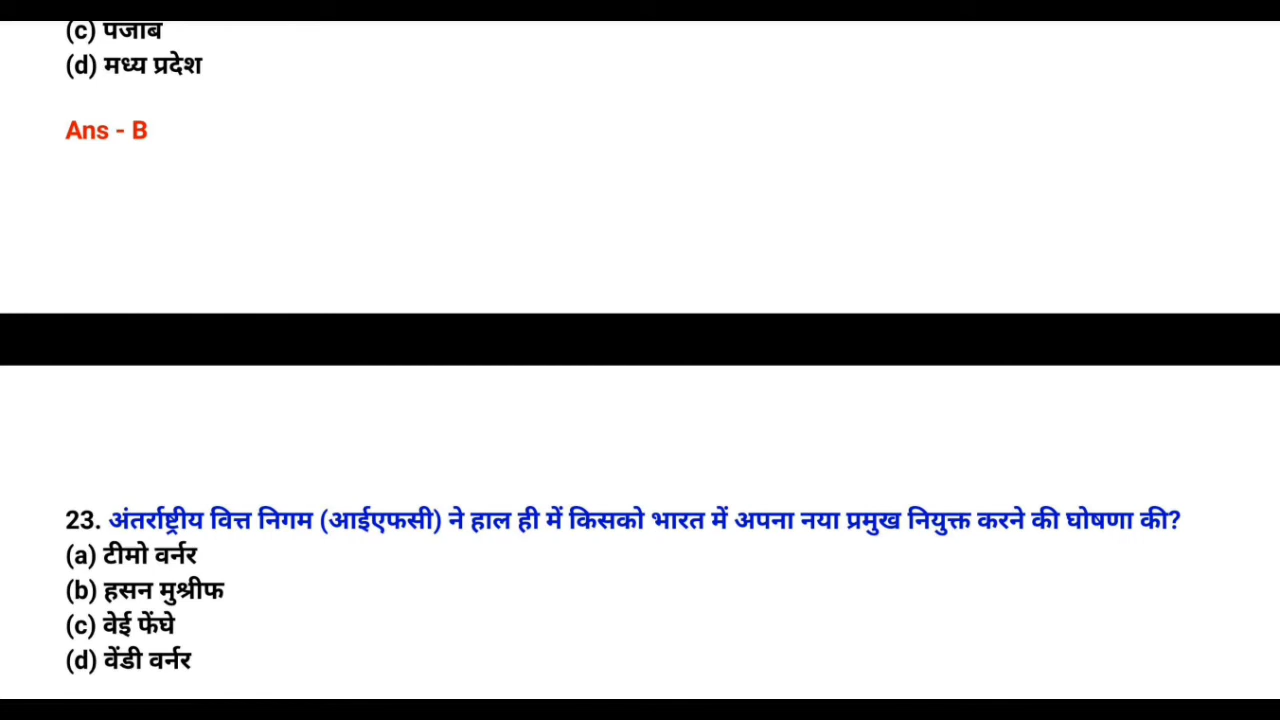 (c) पंजाब
(d) मध्य प्रदेश
Ans - B
23. अंतर्राष्ट्रीय वित्त निगम (आईएफसी) ने हाल ही में किसको भारत में अपना नया प्रमुख नियुक्त करने की घोषणा की?
(a) टीमो वर्नर
(b) हसन मुश्रीफ
(c) वेई फेंघे
(d) वेंडी वर्नर